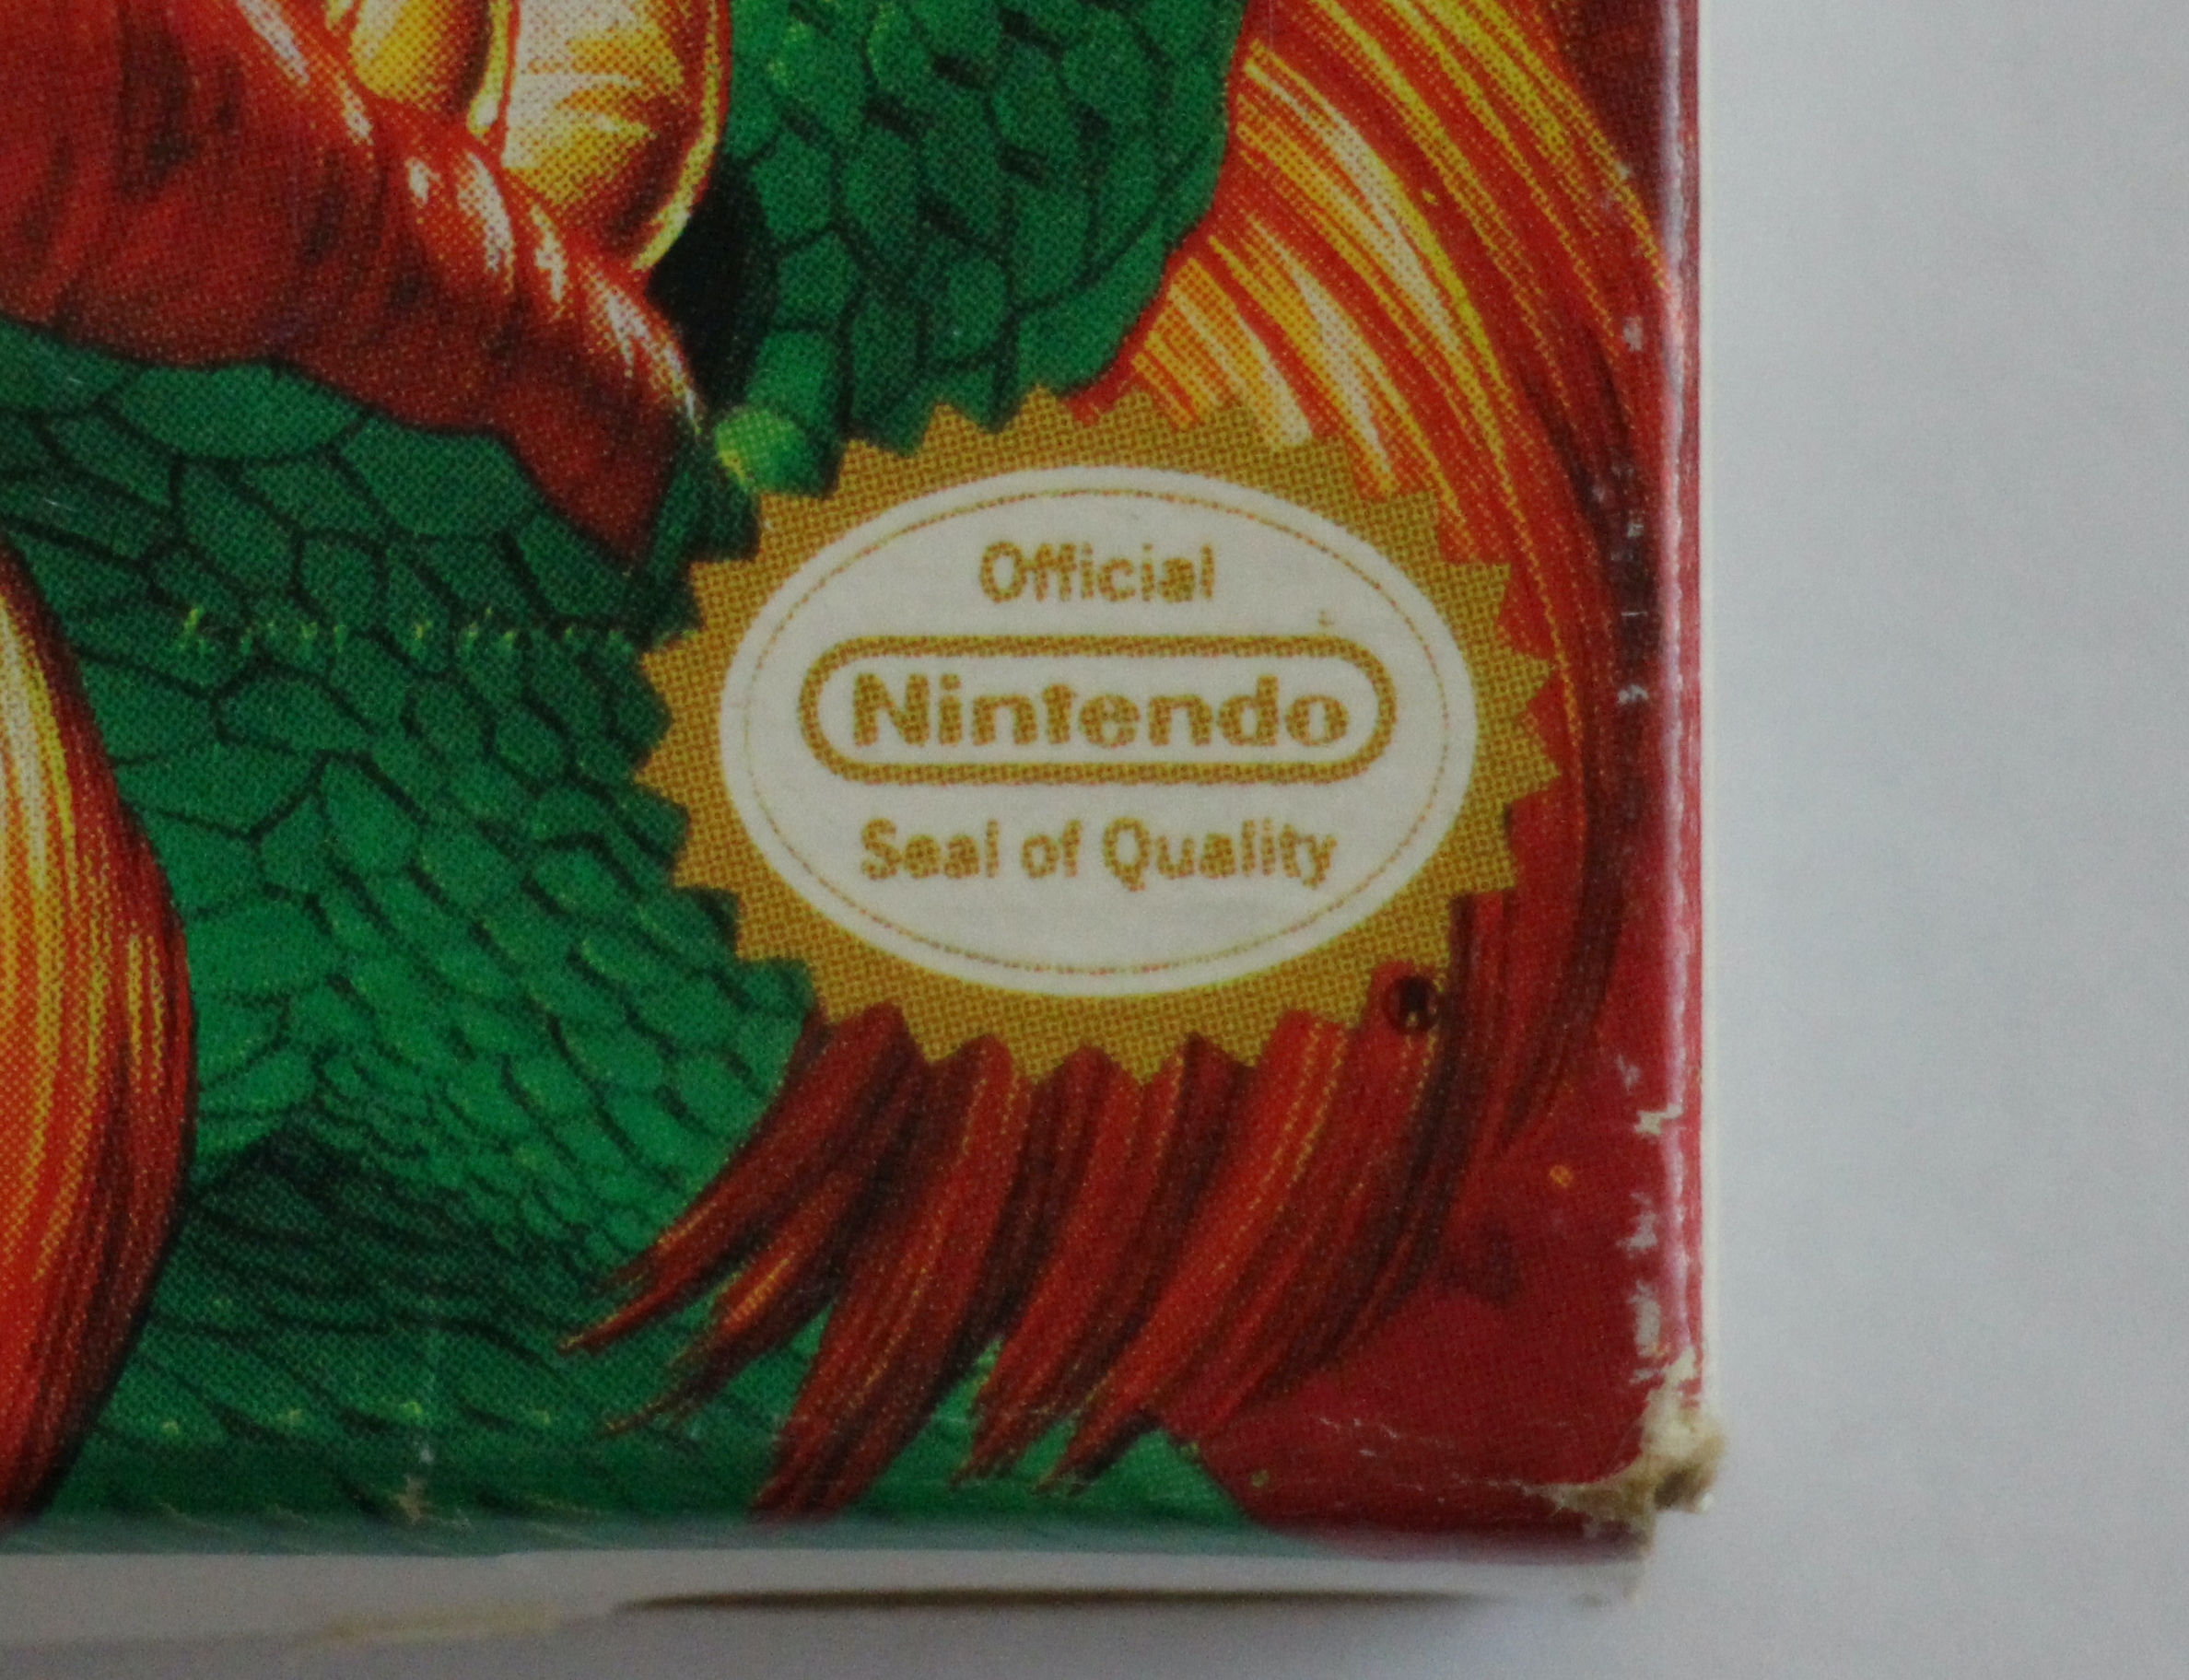 Official
Nintendo
Seal of Quality